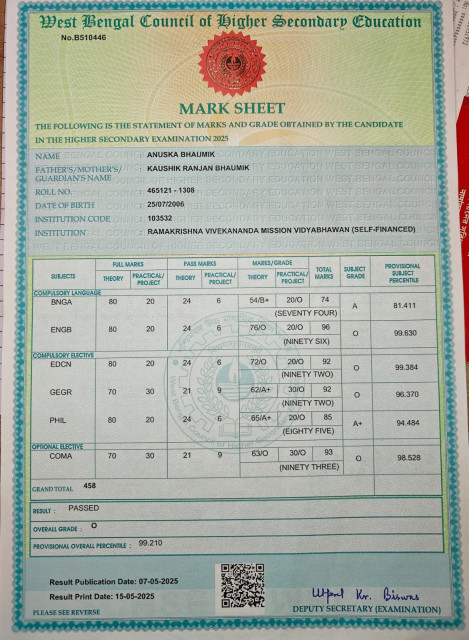 West Bengal Council of Higher Secondary Education
No.B510446
MARK SHEET
THE FOLLOWING IS THE STATEMENT OF MARKS AND GRADE OBTAINED BY THE CANDIDATE
IN THE HIGHER SECONDARY EXAMINATION 2025
NAME : ANUSKA BHAUMIK
FATHER'S/MOTHER'S/ : KAUSHIK RANJAN BHAUMIK
GUARDIAN'S NAME
ROLL NO. : 465121 - 1308
DATE OF BIRTH : 25/07/2006
INSTITUTION CODE : 103532
INSTITUTION : RAMAKRISHNA VIVEKANANDA MISSION VIDYABHAWAN (SELF-FINANCED)
SUBJECTS FULL MARKS PASS MARKS MARKS/GRADE TOTAL MARKS SUBJECT GRADE PROVISIONAL SUBJECT PERCENTILE
THEORY PRACTICAL/PROJECT THEORY PRACTICAL/PROJECT THEORY PRACTICAL/PROJECT
COMPULSORY LANGUAGE
BNGA 80 20 24 6 54/B+ 20/O 74 A 81.411
(SEVENTY FOUR)
ENGB 80 20 24 6 76/O 20/O 96 O 99.630
(NINETY SIX)
COMPULSORY ELECTIVE
EDCN 80 20 24 6 72/O 20/O 92 O 99.384
(NINETY TWO)
GEGR 70 30 21 9 62/A+ 30/O 92 O 96.370
(NINETY TWO)
PHIL 80 20 24 6 65/A+ 20/O 85 A+ 94.484
(EIGHTY FIVE)
OPTIONAL ELECTIVE
COMA 70 30 21 9 63/O 30/O 93 O 98.528
(NINETY THREE)
GRAND TOTAL 458
RESULT : PASSED
OVERALL GRADE : O
PROVISIONAL OVERALL PERCENTILE : 99.210
Result Publication Date: 07-05-2025
Result Print Date: 15-05-2025
PLEASE SEE REVERSE
Kr. Biswas
DEPUTY SECRETARY (EXAMINATION)